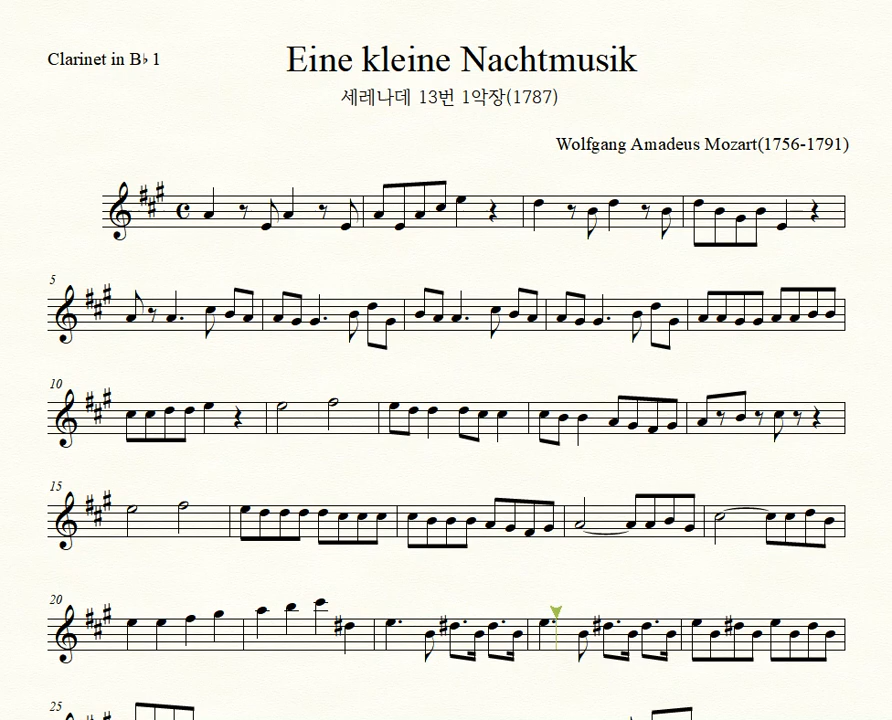 Clarinet in B♭ 1
Eine kleine Nachtmusik
세레나데 13번 1악장(1787)
Wolfgang Amadeus Mozart(1756-1791)
5
10
15
20
25